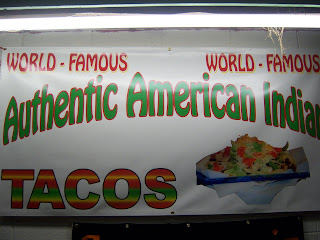 WORLD - FAMOUS WORLD - FAMOUS
Authentic American Indian
TACOS